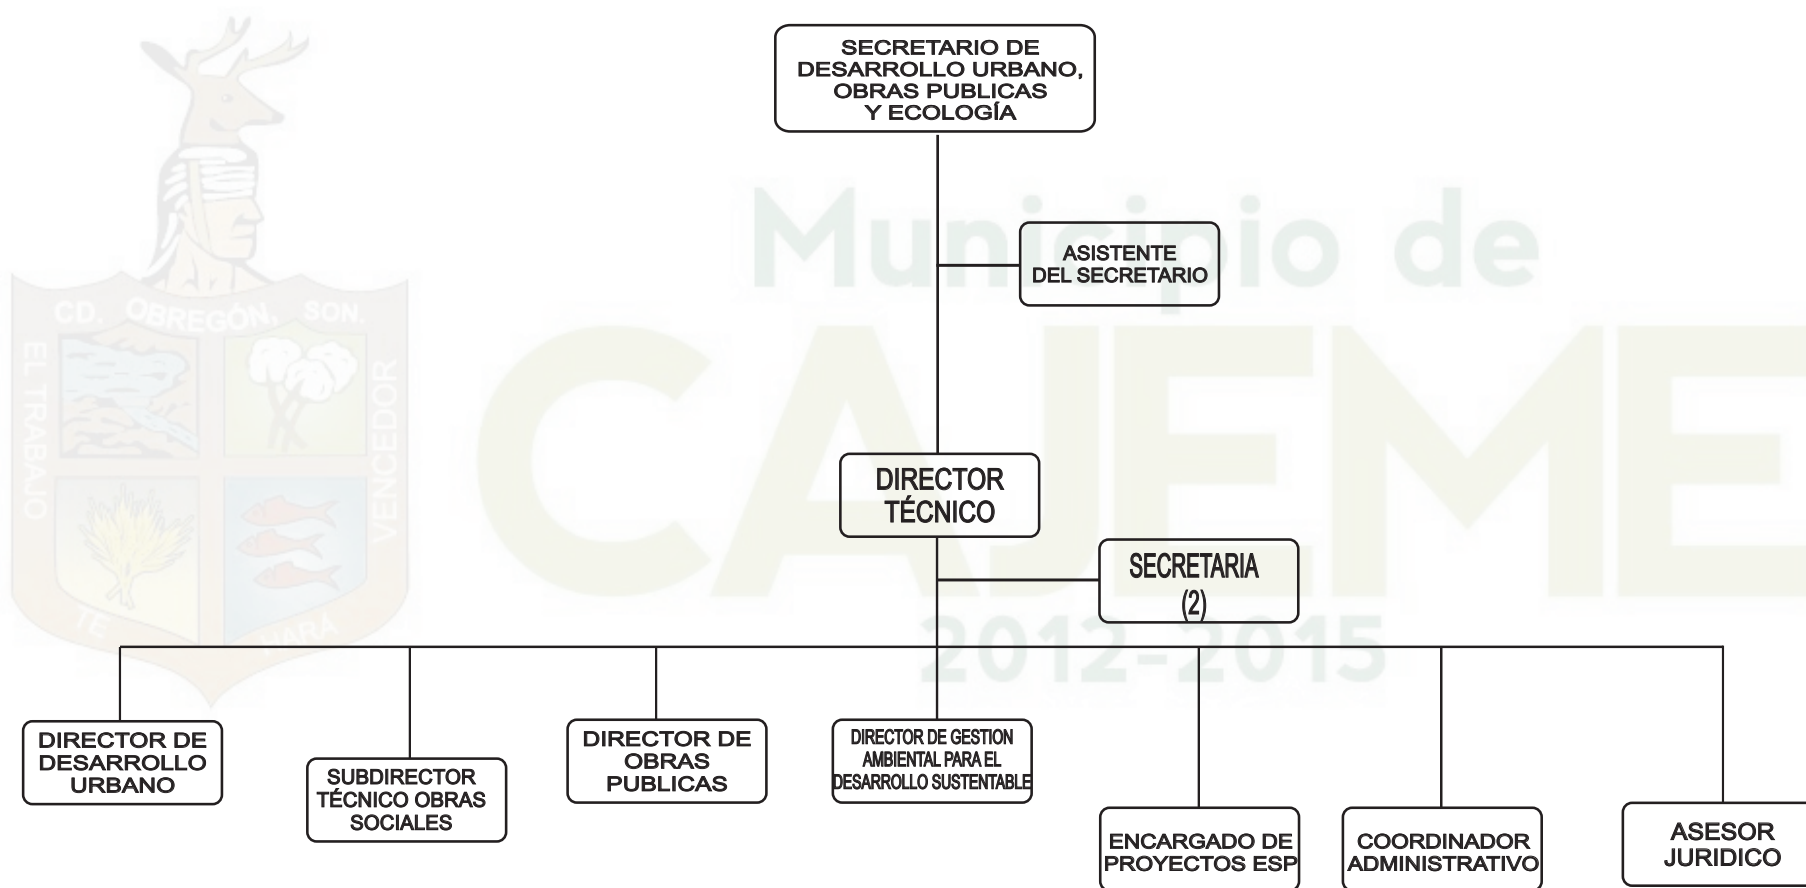 SECRETARIO DE
DESARROLLO URBANO,
OBRAS PUBLICAS
Y ECOLOGÍA
Municipio de
CAJEME
2012-2015
CD. OBREGÓN, SON.
EL TRABAJO
TE
HARÁ
VENCEDOR
ASISTENTE
DEL SECRETARIO
DIRECTOR
TÉCNICO
SECRETARIA
(2)
DIRECTOR DE
DESARROLLO
URBANO
SUBDIRECTOR
TÉCNICO OBRAS
SOCIALES
DIRECTOR DE
OBRAS
PUBLICAS
DIRECTOR DE GESTION
AMBIENTAL PARA EL
DESARROLLO SUSTENTABLE
ENCARGADO DE
PROYECTOS ESP
COORDINADOR
ADMINISTRATIVO
ASESOR
JURIDICO